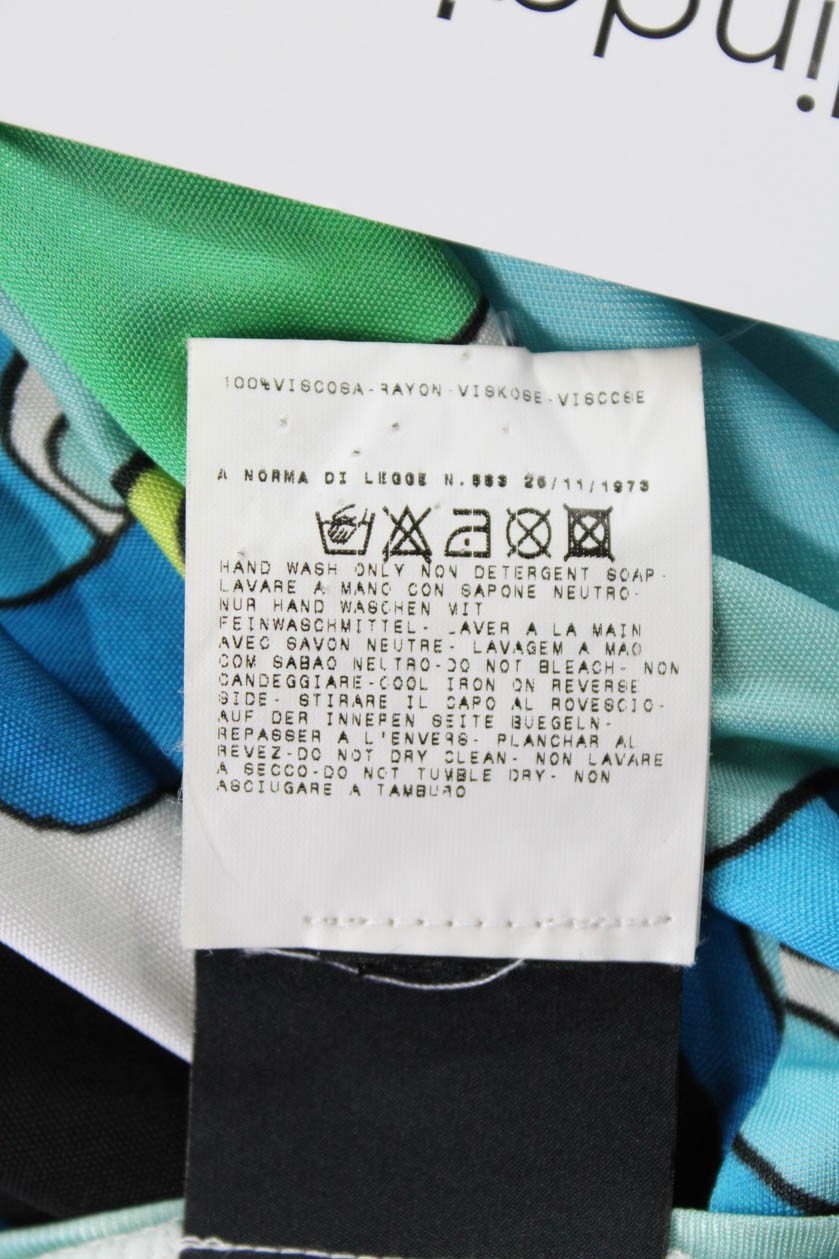 100%VISCOSA-RAYON-VISKOSE-VISCOSE
A NORMA DI LEGGE N.883 26/11/1973
HAND WASH ONLY NON DETERGENT SOAP-
LAVARE A MANO CON SAPONE NEUTRO-
NUR HAND WASCHEN MIT
FEINWASCHMITTEL- LAVER A LA MAIN
AVEC SAVON NEUTRE- LAVAGEM A MAO
COM SABAO NEUTRO-DO NOT BLEACH- NON
CANDEGGIARE-COOL IRON ON REVERSE
SIDE- STIRARE IL CAPO AL ROVESCIO-
AUF DER INNEPEN SEITE BUEGELN-
REPASSER A L'ENVERS- PLANCHAR AL
REVEZ-DO NOT DRY CLEAN- NON LAVARE
A SECCO-DO NOT TUMBLE DRY- NON
ASCIUGARE A TAMBURO